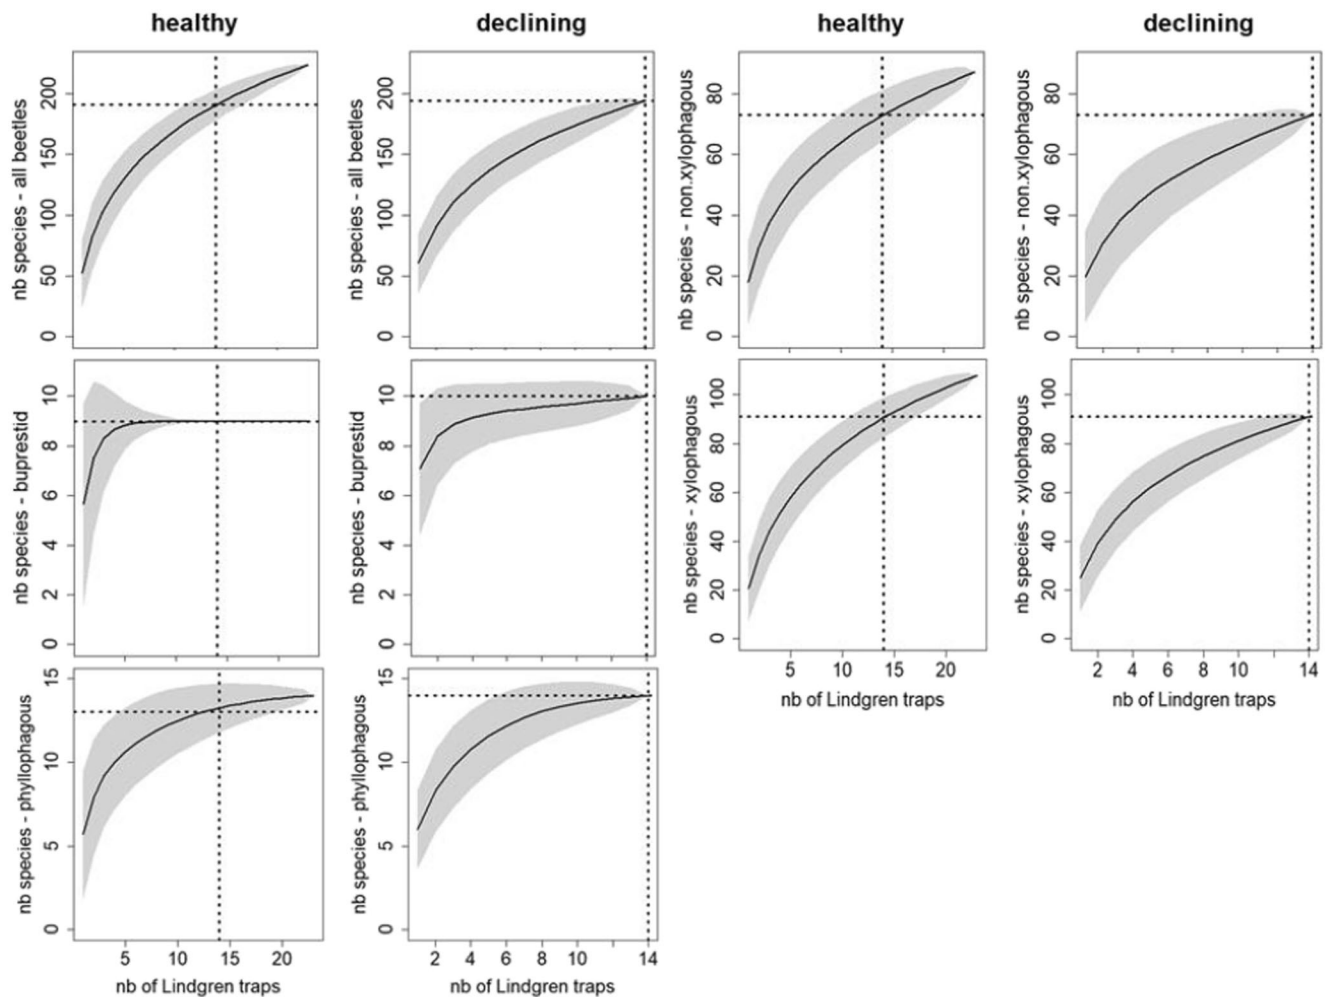 healthy
declining
healthy
declining
nb species - all beetles
0
50
100
150
200
nb species - all beetles
0
50
100
150
200
nb species - non.xylophagous
0
20
40
60
80
nb species - non.xylophagous
0
20
40
60
80
nb species - buprestid
0
2
4
6
8
10
nb species - buprestid
0
2
4
6
8
10
nb species - xylophagous
0
20
40
60
80
100
5 10 15 20
nb of Lindgren traps
nb species - xylophagous
0
20
40
60
80
100
2 4 6 8 10 14
nb of Lindgren traps
nb species - phyllophagous
0
5
10
15
5 10 15 20
nb of Lindgren traps
nb species - phyllophagous
0
5
10
15
2 4 6 8 10 14
nb of Lindgren traps